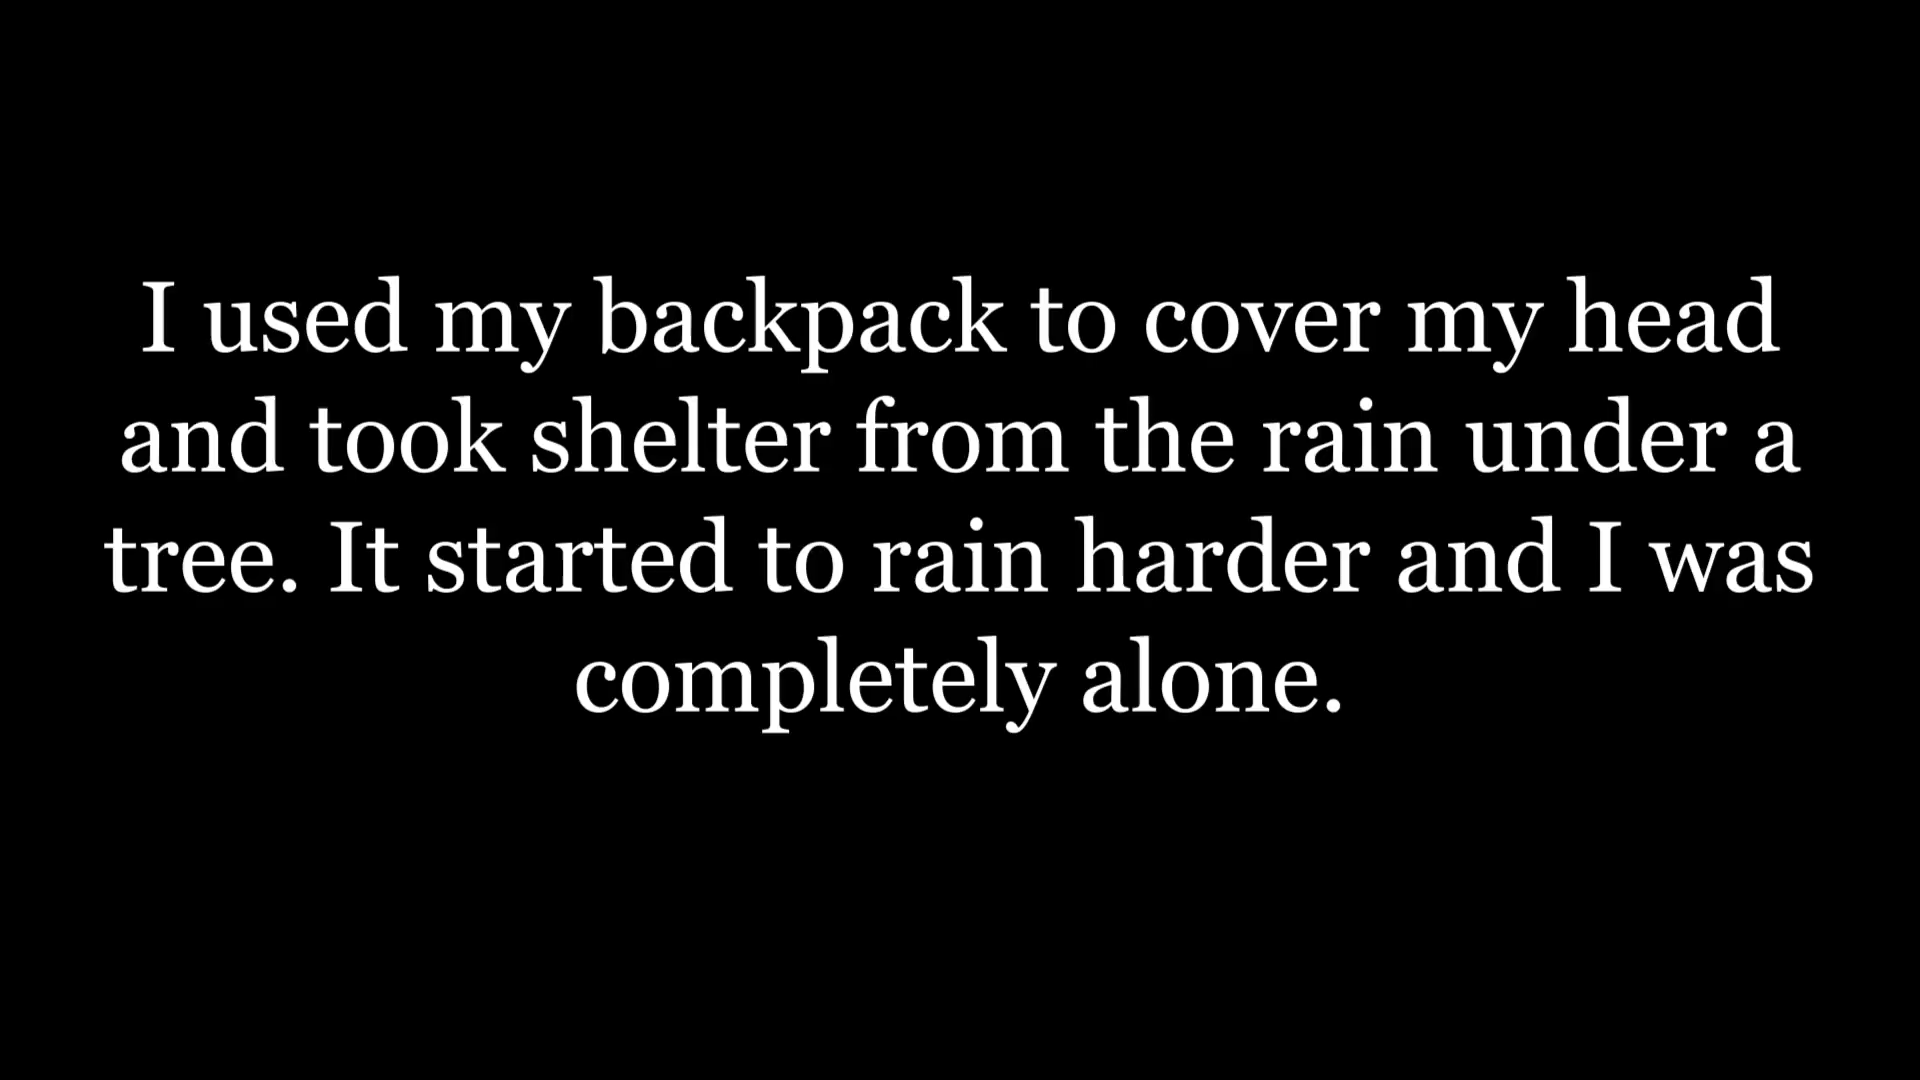 I used my backpack to cover my head
and took shelter from the rain under a
tree. It started to rain harder and I was
completely alone.